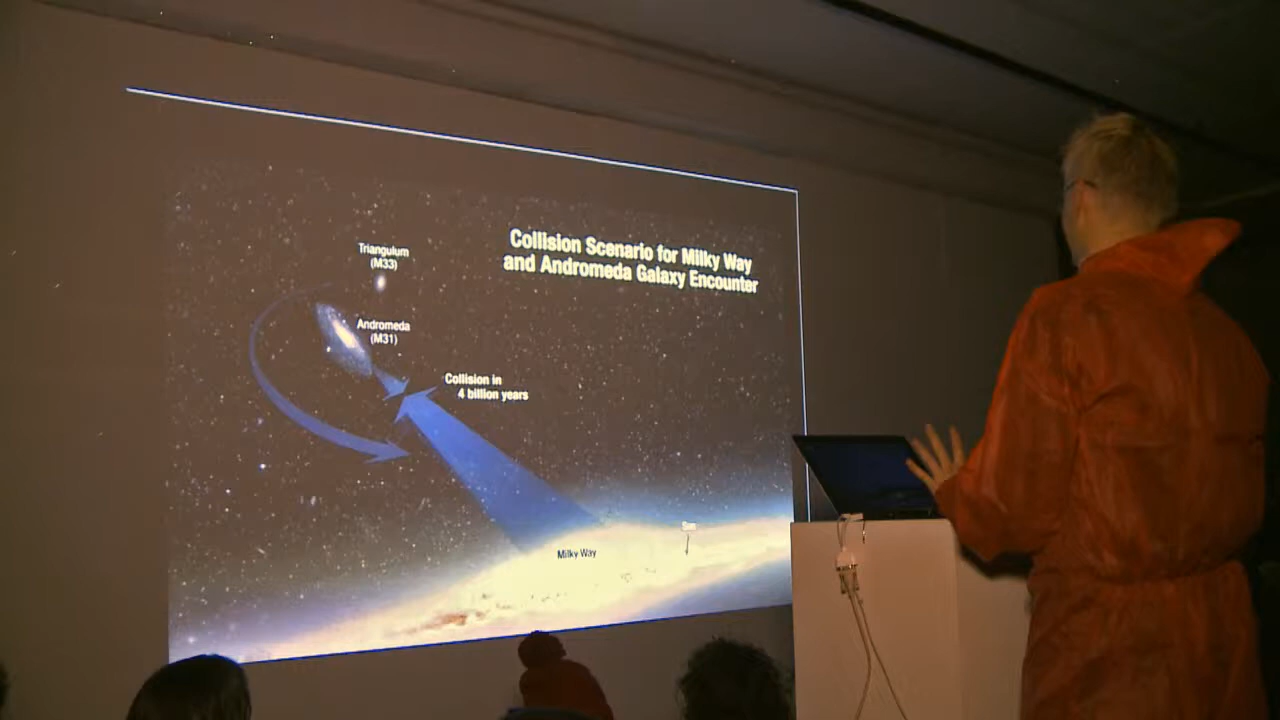 Collision Scenario for Milky Way
and Andromeda Galaxy Encounter
Triangulum
(M33)
Andromeda
(M31)
Collision in
4 billion years
Milky Way